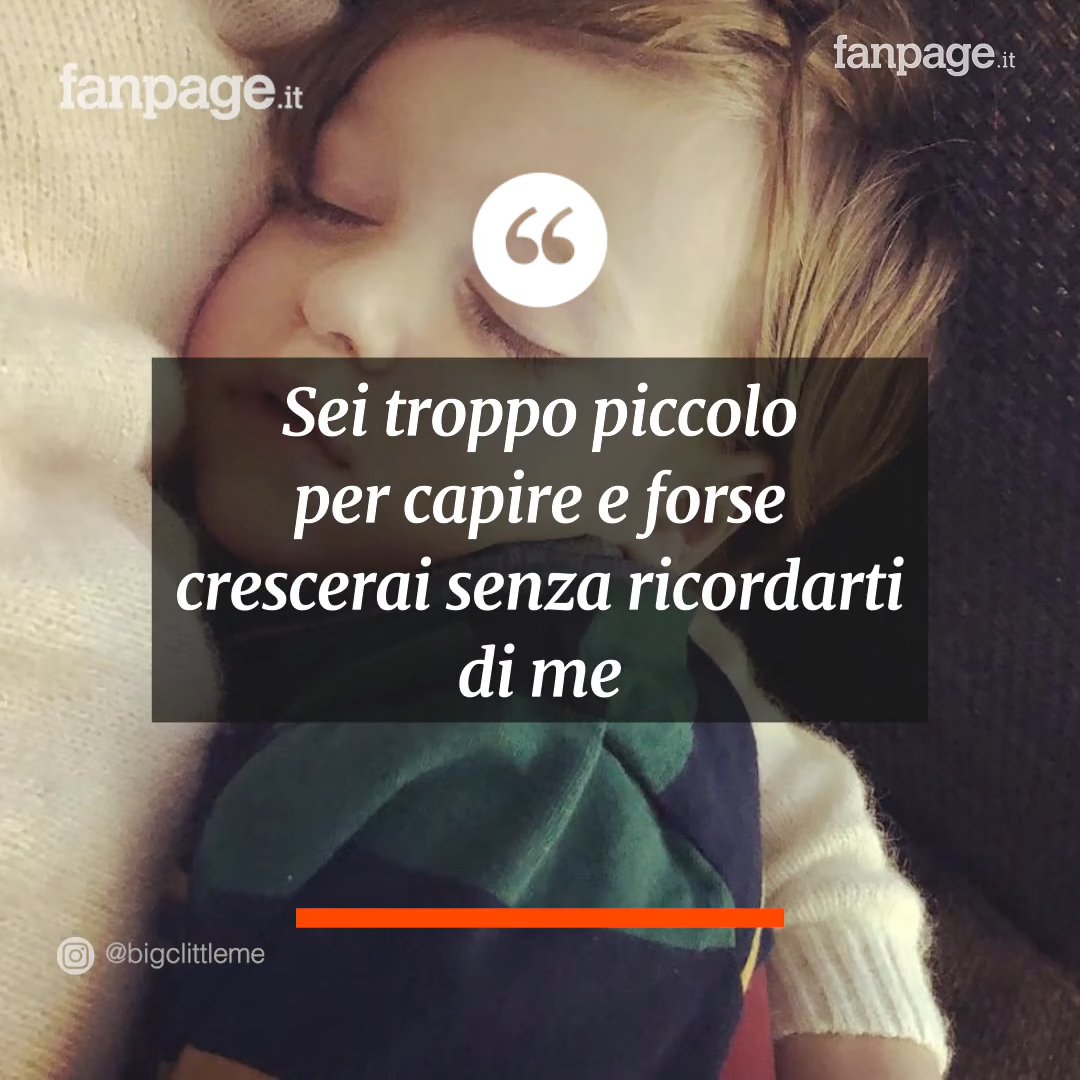 fanpage.it
fanpage.it
“
Sei troppo piccolo
per capire e forse
crescerai senza ricordarti
di me
@bigclittleme